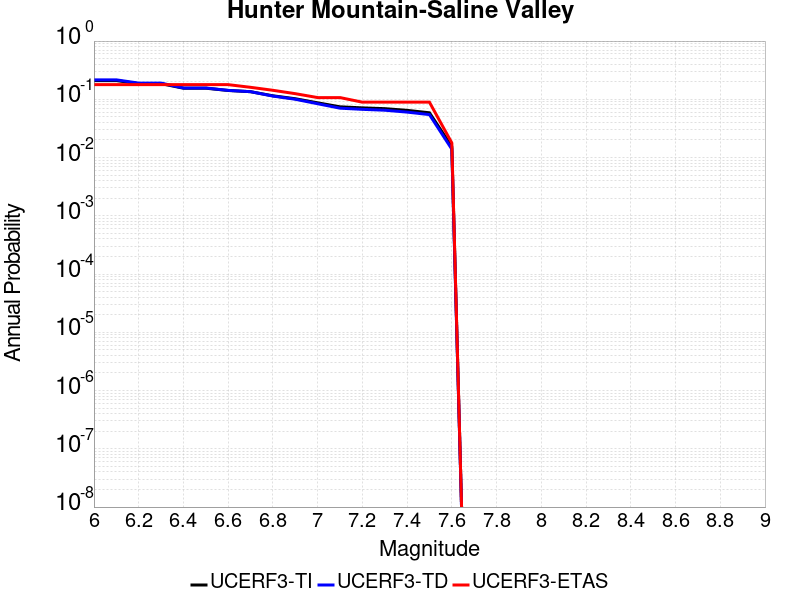 Hunter Mountain-Saline Valley
10^0
10^-1
10^-2
10^-3
10^-4
10^-5
10^-6
10^-7
10^-8
Annual Probability
6 6.2 6.4 6.6 6.8 7 7.2 7.4 7.6 7.8 8 8.2 8.4 8.6 8.8 9
Magnitude
UCERF3-TI UCERF3-TD UCERF3-ETAS